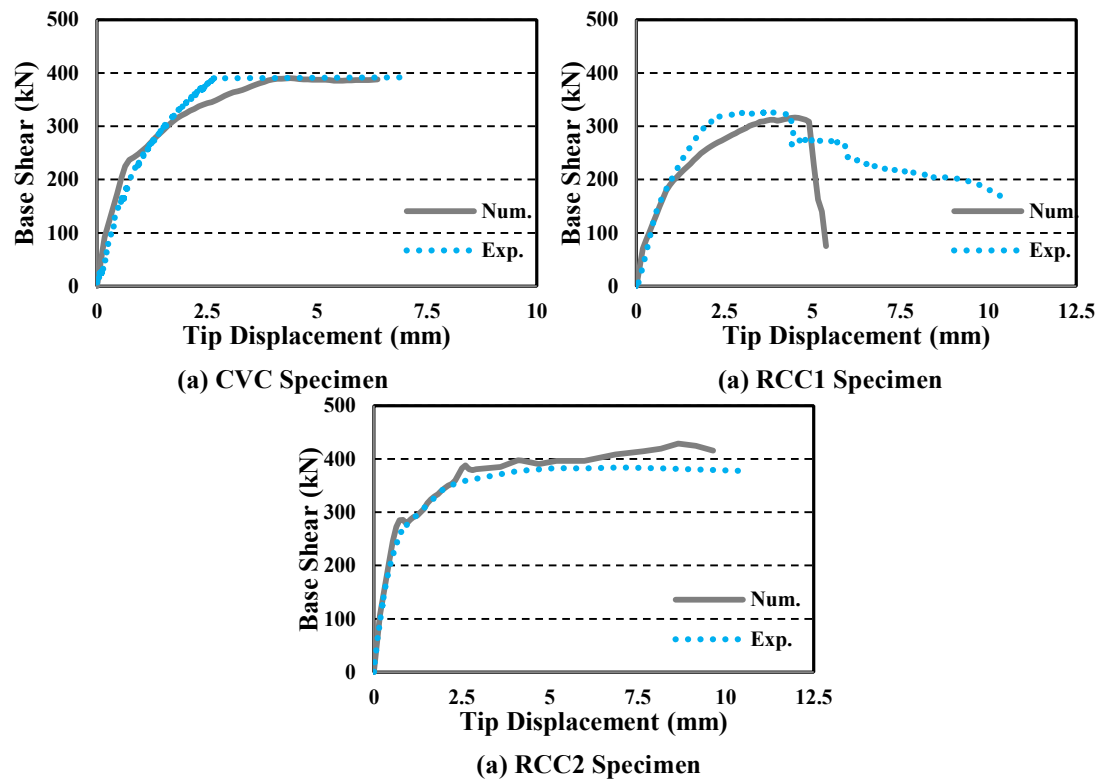 500
400
300
200
100
0
Base Shear (kN)
Num.
Exp.
0 2.5 5 7.5 10
Tip Displacement (mm)
(a) CVC Specimen
500
400
300
200
100
0
Base Shear (kN)
Num.
Exp.
0 2.5 5 7.5 10 12.5
Tip Displacement (mm)
(a) RCC1 Specimen
500
400
300
200
100
0
Base Shear (kN)
Num.
Exp.
0 2.5 5 7.5 10 12.5
Tip Displacement (mm)
(a) RCC2 Specimen